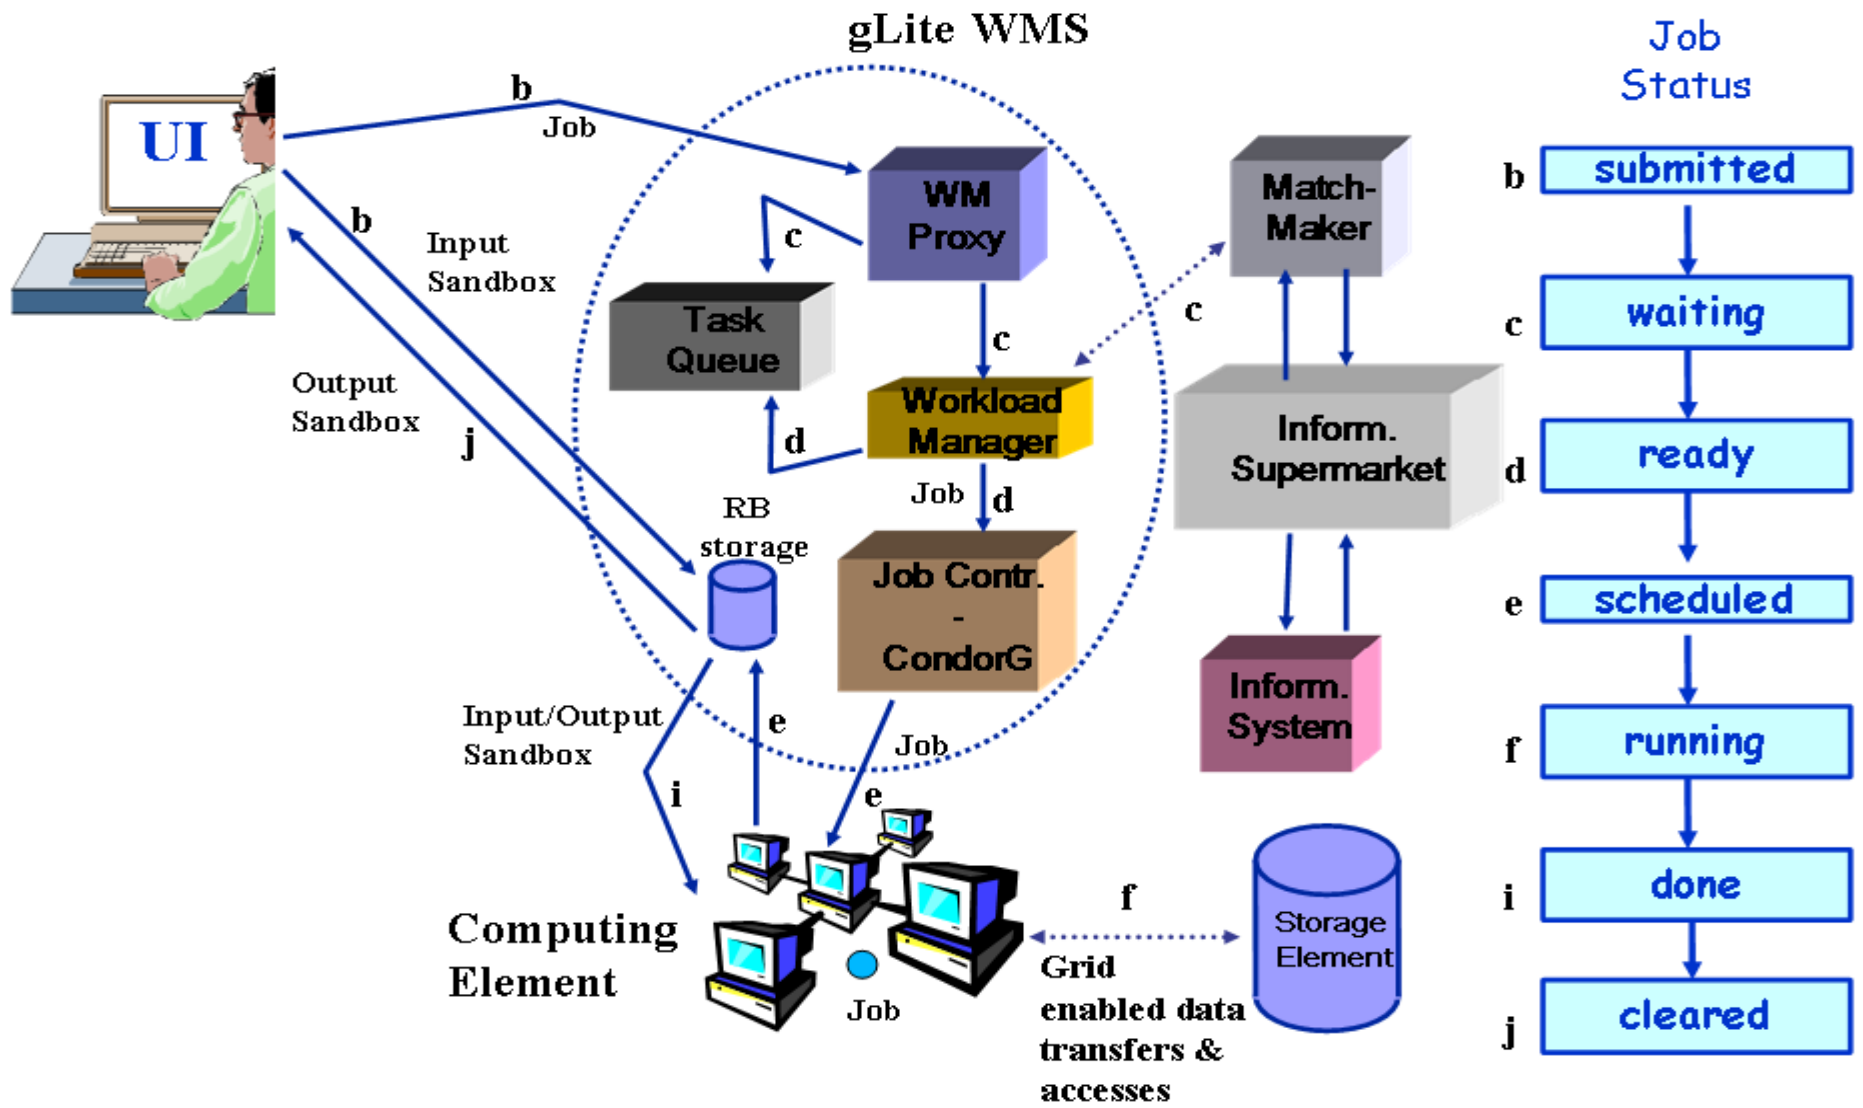 gLite WMS
Job
Status
UI
b
Job
WM
Proxy
Match-
Maker
b
submitted
b
Input
Sandbox
c
c
Task
Queue
c
c
waiting
Output
Sandbox
j
Workload
Manager
d
Job
d
Inform.
Supermarket
d
ready
RB
storage
Job Contr.
-
CondorG
e
scheduled
Input/Output
Sandbox
e
Job
Inform.
System
f
running
i
e
Computing
Element
Job
f
Grid
enabled data
transfers &
accesses
Storage
Element
i
done
j
cleared